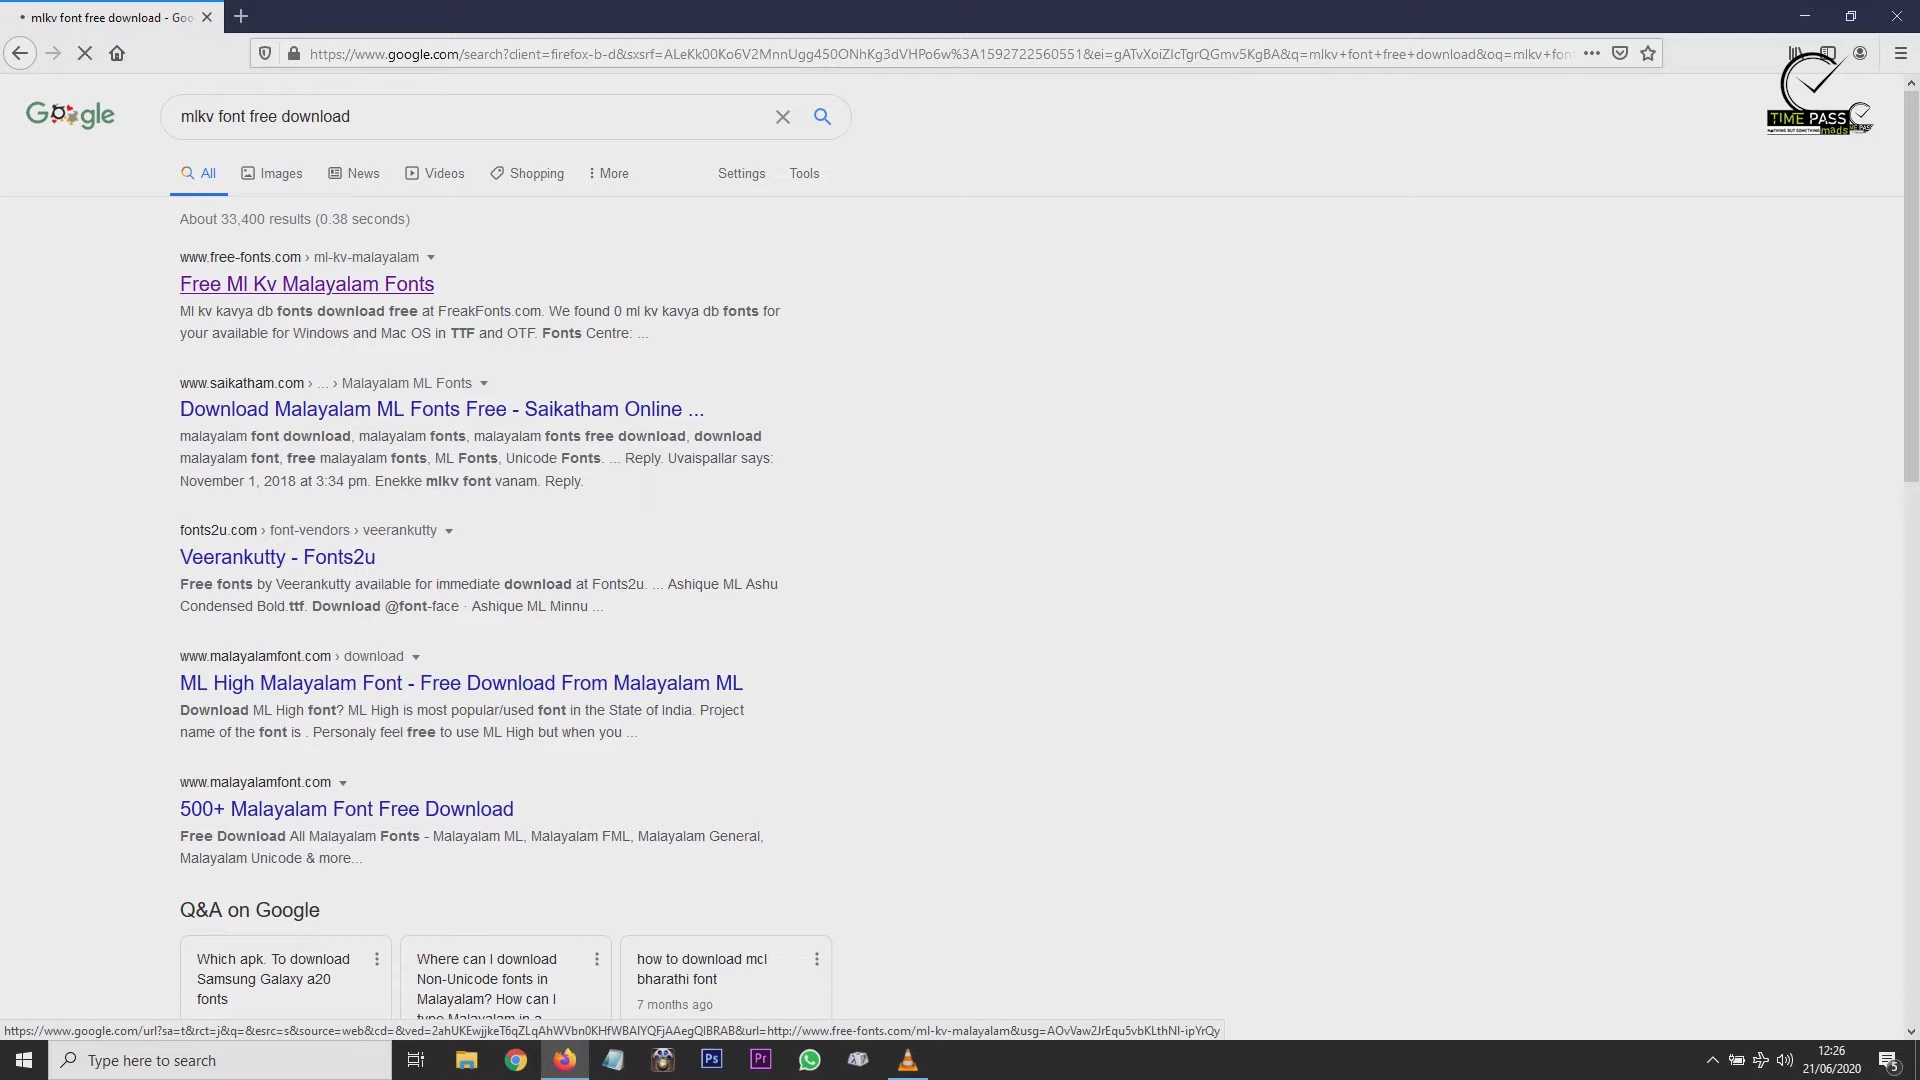 mlkv font free download - Goo
https://www.google.com/search?client=firefox-b-d&sxsrf=ALeKk00Ko6V2MnnUgg450ONhKg3dVHPo6w%3A1592722560551&ei=gATvXoiZIcTgrQGmv5KgBA&q=mlkv+font+free+download&oq=mlkv+fon
Google
mlkv font free download
TIME PASS
NOTHING BUT SOMETHING mads
All Images News Videos Shopping More Settings Tools
About 33,400 results (0.38 seconds)
www.free-fonts.com › ml-kv-malayalam
Free Ml Kv Malayalam Fonts
Ml kv kavya db fonts download free at FreakFonts.com. We found 0 ml kv kavya db fonts for
your available for Windows and Mac OS in TTF and OTF. Fonts Centre: ...
www.saikatham.com › ... › Malayalam ML Fonts
Download Malayalam ML Fonts Free - Saikatham Online ...
malayalam font download, malayalam fonts, malayalam fonts free download, download
malayalam font, free malayalam fonts, ML Fonts, Unicode Fonts. ... Reply. Uvaispallar says:
November 1, 2018 at 3:34 pm. Enekke mlkv font vanam. Reply.
fonts2u.com › font-vendors › veerankutty
Veerankutty - Fonts2u
Free fonts by Veerankutty available for immediate download at Fonts2u. ... Ashique ML Ashu
Condensed Bold.ttf. Download @font-face · Ashique ML Minnu ...
www.malayalamfont.com › download
ML High Malayalam Font - Free Download From Malayalam ML
Download ML High font? ML High is most popular/used font in the State of India. Project
name of the font is . Personaly feel free to use ML High but when you ...
www.malayalamfont.com
500+ Malayalam Font Free Download
Free Download All Malayalam Fonts - Malayalam ML, Malayalam FML, Malayalam General,
Malayalam Unicode & more...
Q&A on Google
Which apk. To download
Samsung Galaxy a20
fonts
Where can I download
Non-Unicode fonts in
Malayalam? How can I
type Malayalam in a
how to download mcl
bharathi font
7 months ago
https://www.google.com/url?sa=t&rct=j&q=&esrc=s&source=web&cd=&ved=2ahUKEwjjkeT6qZLqAhWVbn0KHfWBAlYQFjAAegQIBRAB&url=http://www.free-fonts.com/ml-kv-malayalam&usg=AOvVaw2JrEqu5vbKLthNI-ipYrQy
Type here to search
Ps
Pr
12:26
21/06/2020
5